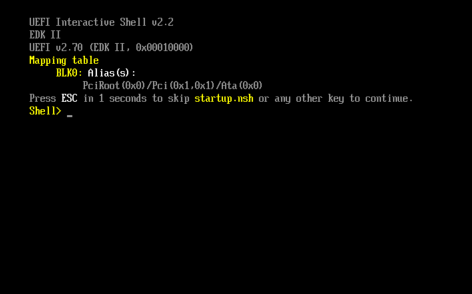 UEFI Interactive Shell v2.2
EDK II
UEFI v2.70 (EDK II, 0x00010000)
Mapping table
BLK0: Alias(s):
PciRoot(0x0)/Pci(0x1,0x1)/Ata(0x0)
Press ESC in 1 seconds to skip startup.nsh or any other key to continue.
Shell> _